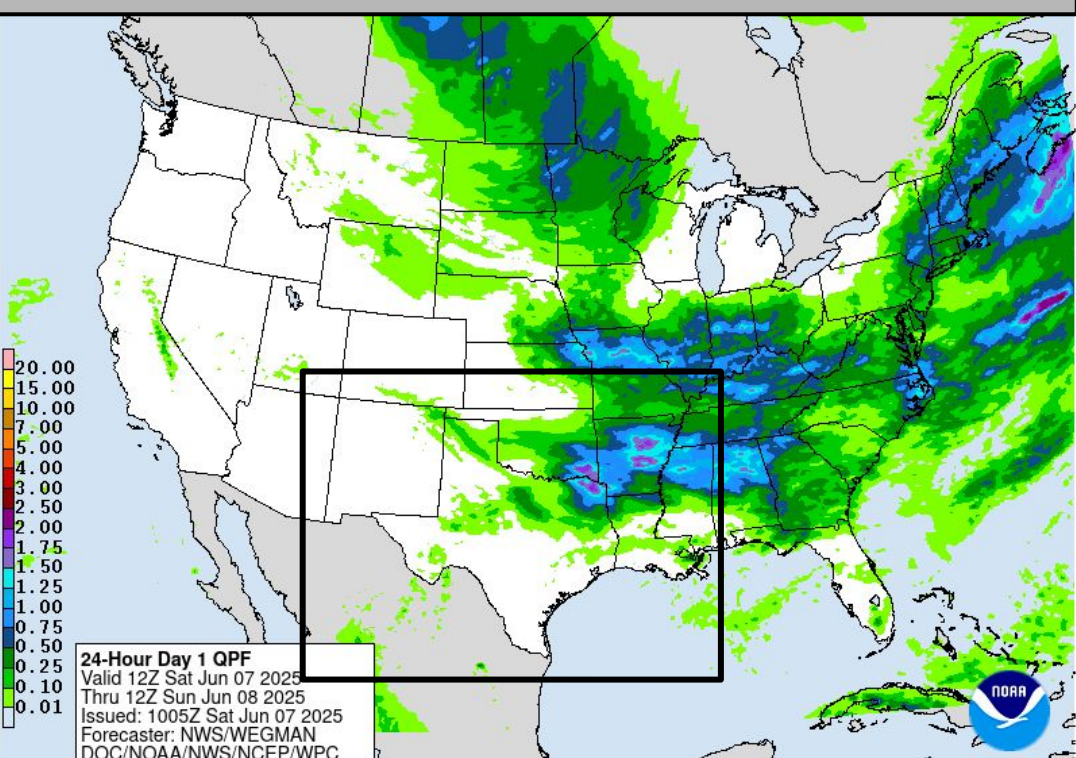 20.00
15.00
10.00
7.00
5.00
4.00
3.00
2.50
2.00
1.75
1.50
1.25
1.00
0.75
0.50
0.25
0.10
0.01
24-Hour Day 1 QPF
Valid 12Z Sat Jun 07 2025
Thru 12Z Sun Jun 08 2025
Issued: 1005Z Sat Jun 07 2025
Forecaster: NWS/WEGMAN
DOC/NOAA/NWS/NCEP/WPC
NOAA